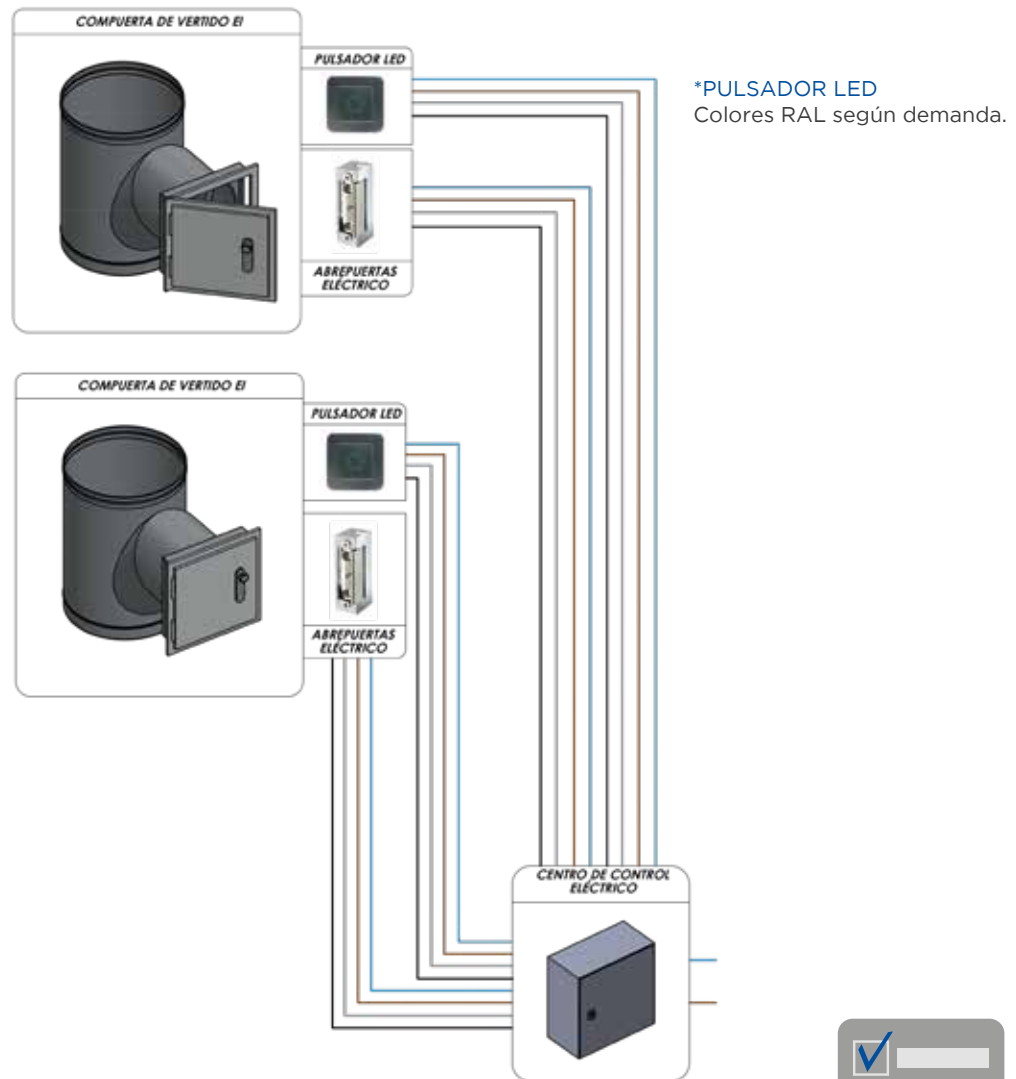 COMPUERTA DE VERTIDO EI
PULSADOR LED
ABREPUERTAS
ELÉCTRICO
*PULSADOR LED
Colores RAL según demanda.
COMPUERTA DE VERTIDO EI
PULSADOR LED
ABREPUERTAS
ELÉCTRICO
CENTRO DE CONTROL
ELÉCTRICO